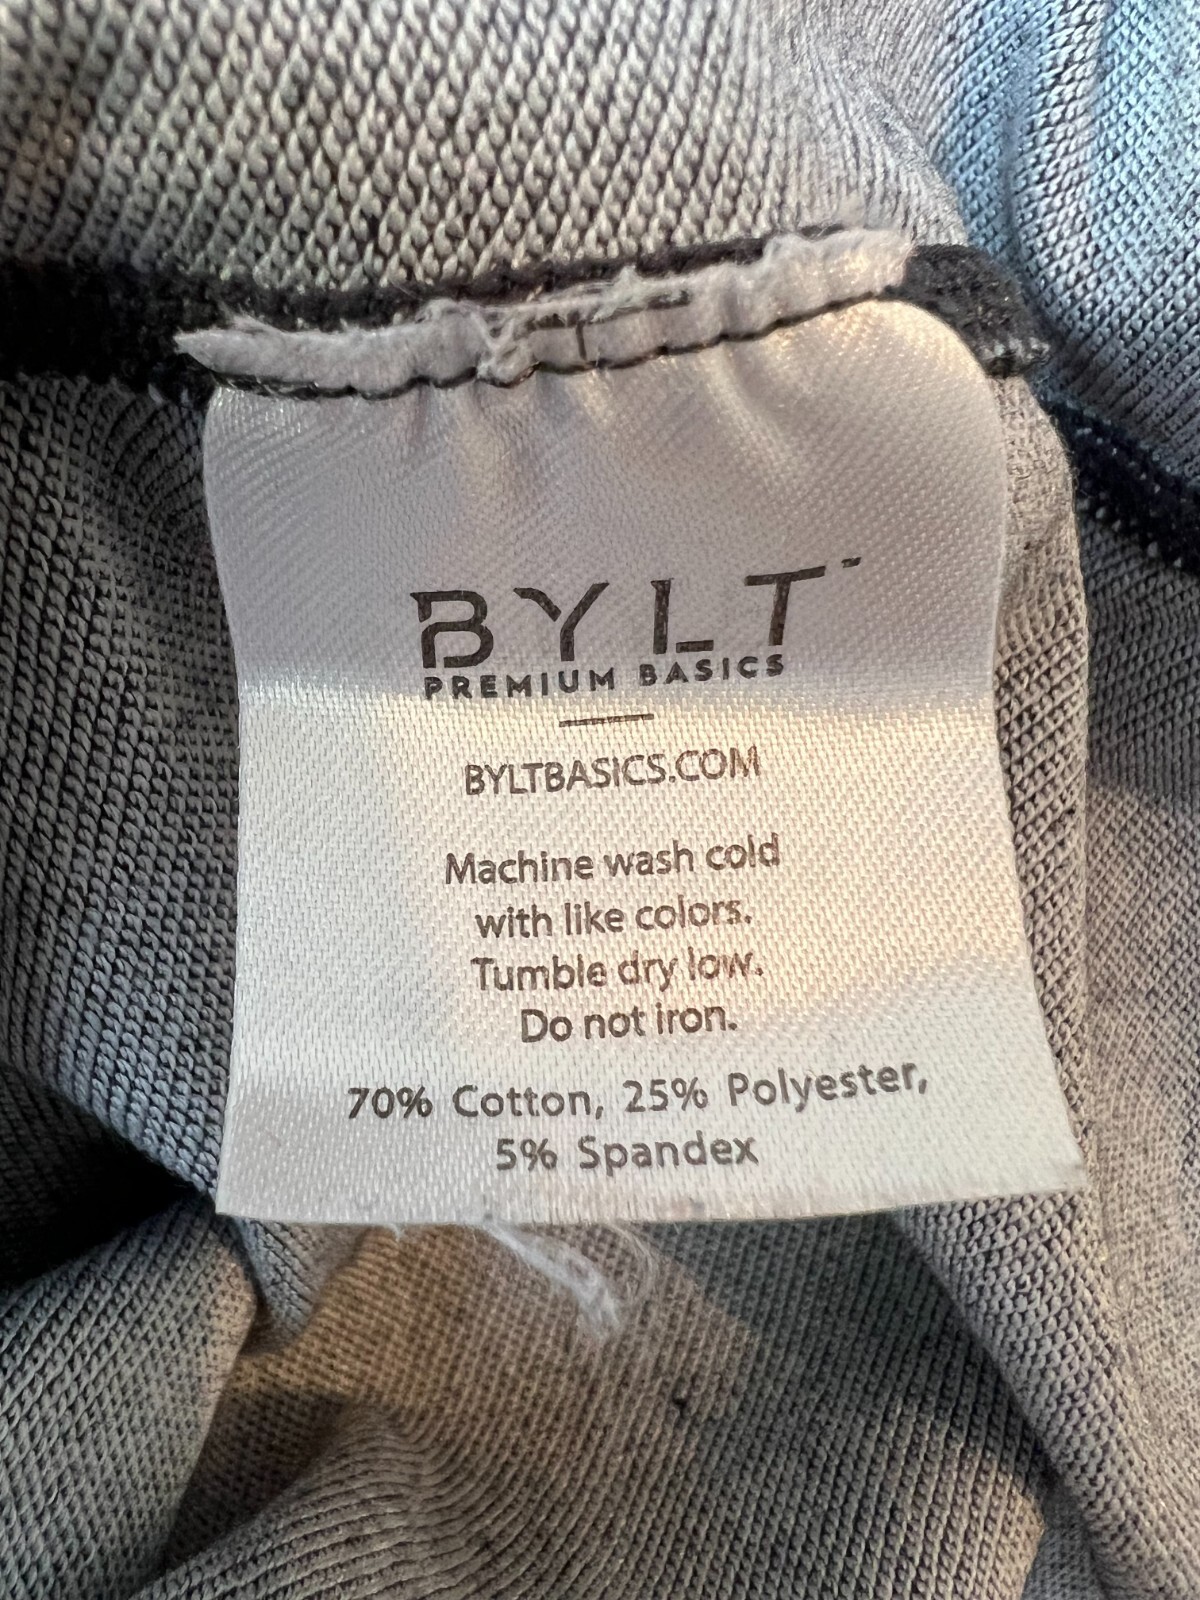 BYLT
PREMIUM BASICS
BYLTBASICS.COM
Machine wash cold
with like colors.
Tumble dry low.
Do not iron.
70% Cotton, 25% Polyester,
5% Spandex